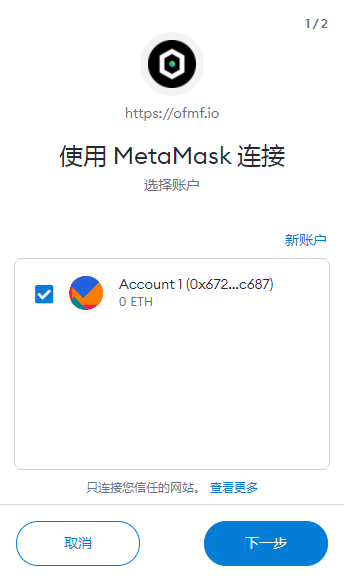 1 / 2
https://ofmf.io
使用 MetaMask 连接
选择账户
新账户
Account 1 (0x672...c687)
0 ETH
只连接您信任的网站。 查看更多
取消
下一步